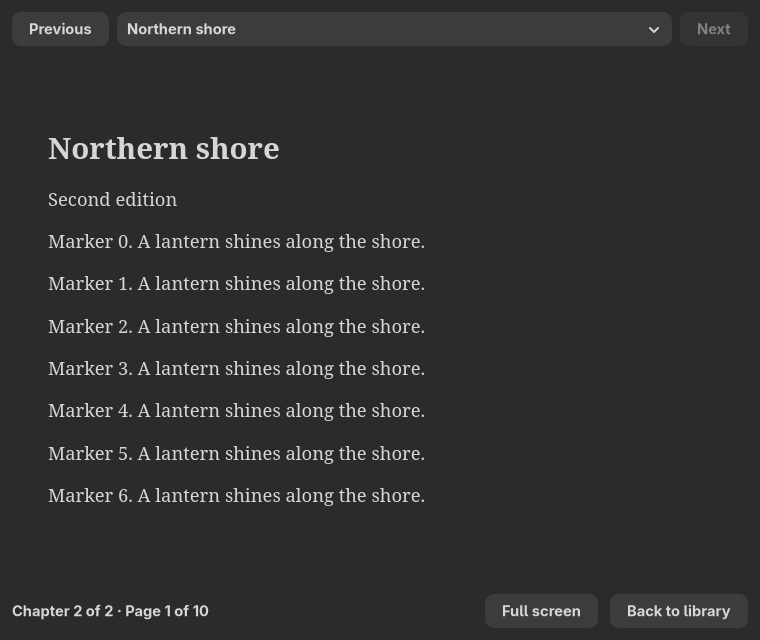 Previous
Northern shore
Next
Northern shore
Second edition
Marker 0. A lantern shines along the shore.
Marker 1. A lantern shines along the shore.
Marker 2. A lantern shines along the shore.
Marker 3. A lantern shines along the shore.
Marker 4. A lantern shines along the shore.
Marker 5. A lantern shines along the shore.
Marker 6. A lantern shines along the shore.
Chapter 2 of 2 · Page 1 of 10
Full screen
Back to library